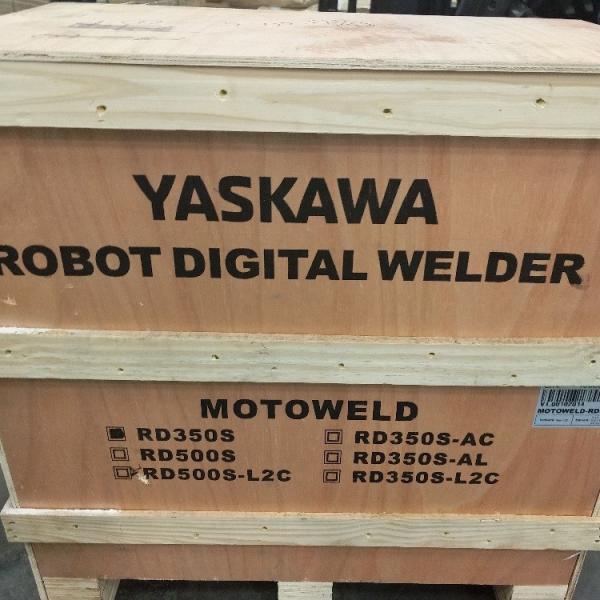 YASKAWA
ROBOT DIGITAL WELDER
MOTOWELD
RD350S
RD350S-AC
RD500S
RD350S-AL
RD500S-L2C
RD350S-L2C
MOTOWELD-RD